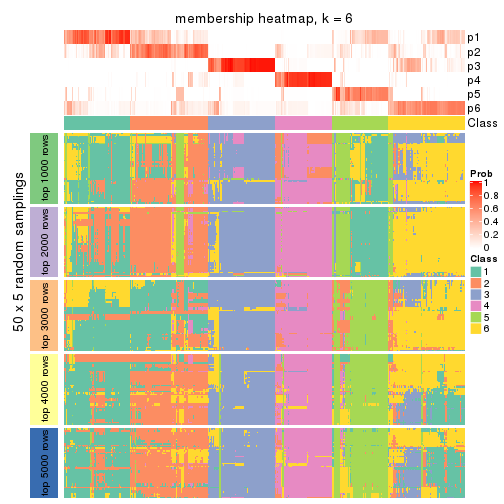 membership heatmap, k = 6
p1
p2
p3
p4
p5
p6
Class
50 x 5 random samplings
top 1000 rows
top 2000 rows
top 3000 rows
top 4000 rows
top 5000 rows
Prob
1
0.8
0.6
0.4
0.2
0
Class
1
2
3
4
5
6